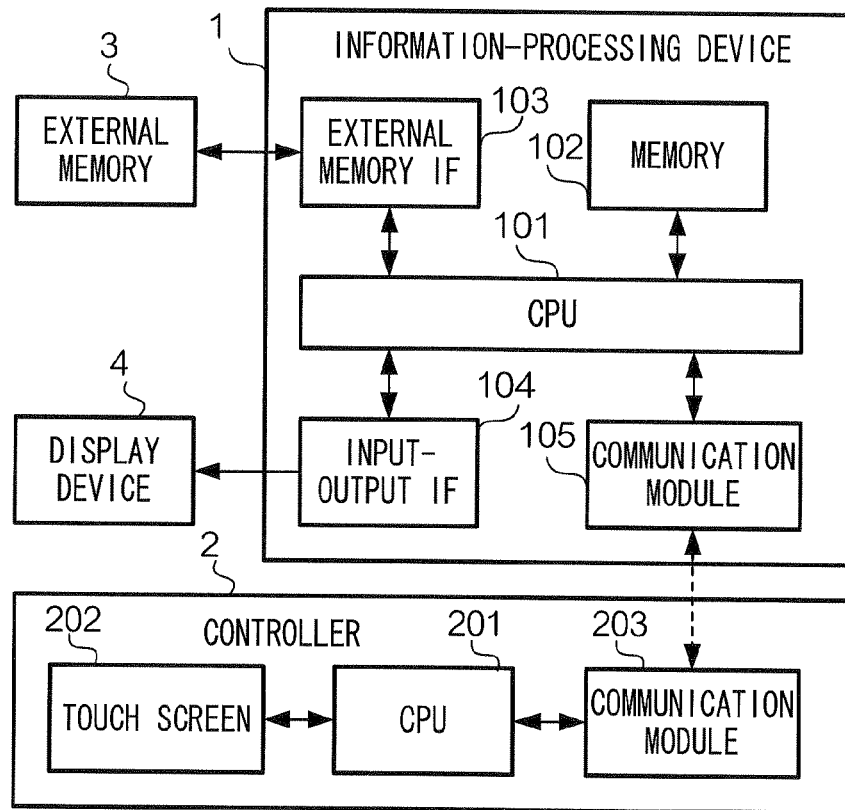 1
INFORMATION-PROCESSING DEVICE
3
EXTERNAL
MEMORY
103
EXTERNAL
MEMORY IF
102
MEMORY
101
CPU
4
DISPLAY
DEVICE
104
INPUT-
OUTPUT IF
105
COMMUNICATION
MODULE
2
CONTROLLER
202
TOUCH SCREEN
201
CPU
203
COMMUNICATION
MODULE